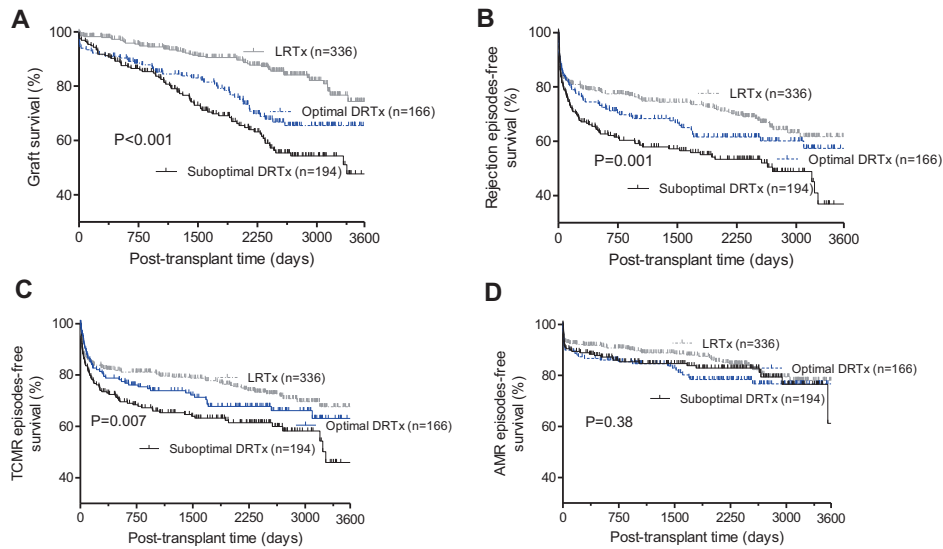 A
Graft survival (%)
100
80
60
40
LRTx (n=336)
Optimal DRTx (n=166)
P<0.001
Suboptimal DRTx (n=194)
0 750 1500 2250 3000 3600
Post-transplant time (days)
B
Rejection episodes-free
survival (%)
100
80
60
40
LRTx (n=336)
Optimal DRTx (n=166)
P=0.001
Suboptimal DRTx (n=194)
0 750 1500 2250 3000 3600
Post-transplant time (days)
C
TCMR episodes-free
survival (%)
100
80
60
40
LRTx (n=336)
P=0.007
Optimal DRTx (n=166)
Suboptimal DRTx (n=194)
0 750 1500 2250 3000 3600
Post-transplant time (days)
D
AMR episodes-free
survival (%)
100
80
60
40
LRTx (n=336)
Optimal DRTx (n=166)
Suboptimal DRTx (n=194)
P=0.38
0 750 1500 2250 3000 3600
Post-transplant time (days)